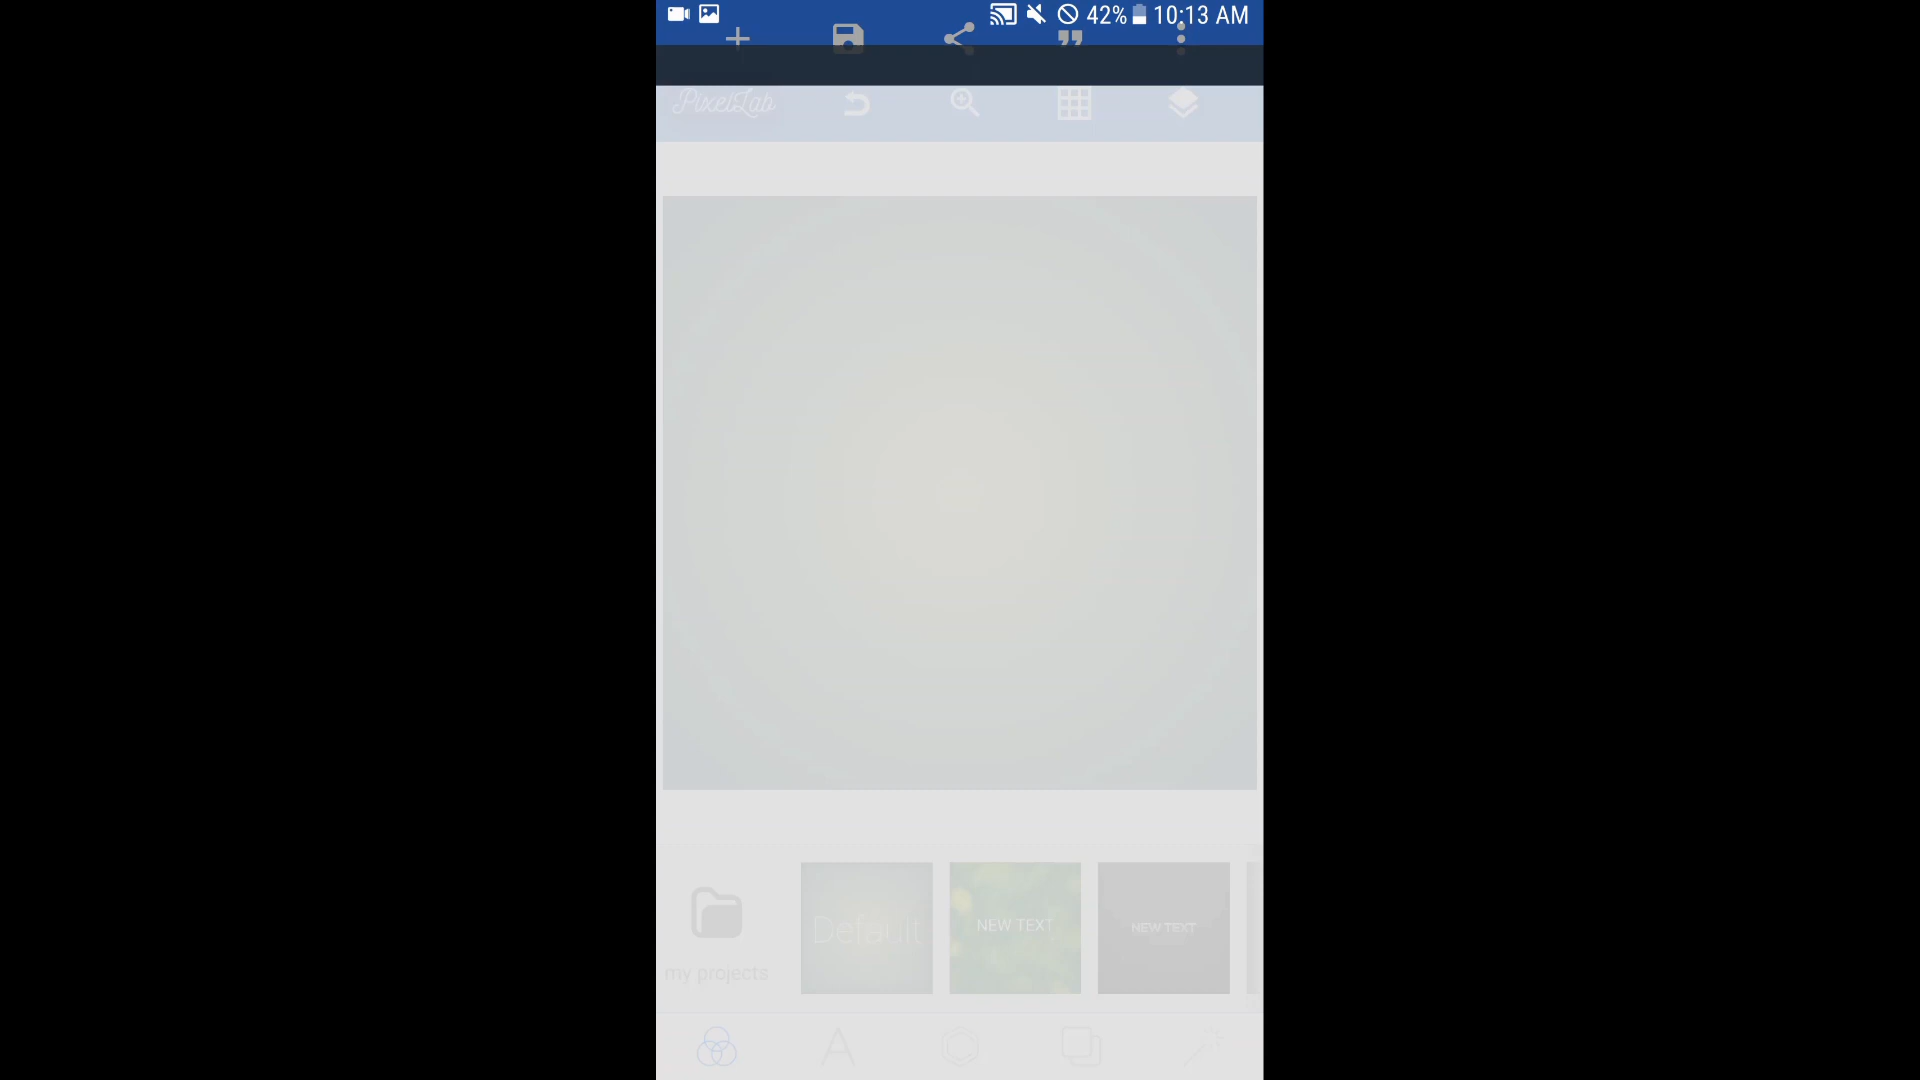 42% 10:13 AM
PixelLab
Default
NEW TEXT
NEW TEXT
my projects